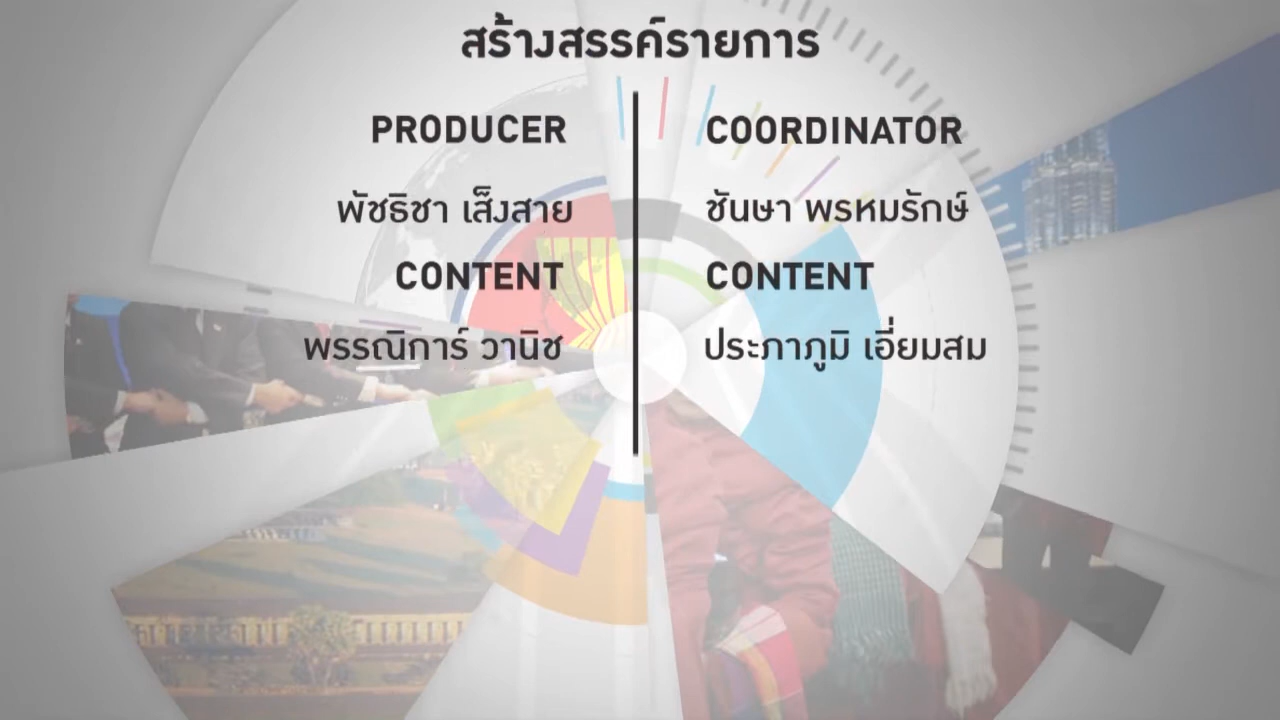 สร้างสรรค์รายการ
PRODUCER
พัชธิชา เส็งสาย
CONTENT
พรรณิการ์ วานิช
COORDINATOR
ชันษา พรหมรักษ์
CONTENT
ประภาภูมิ เอี่ยมสม